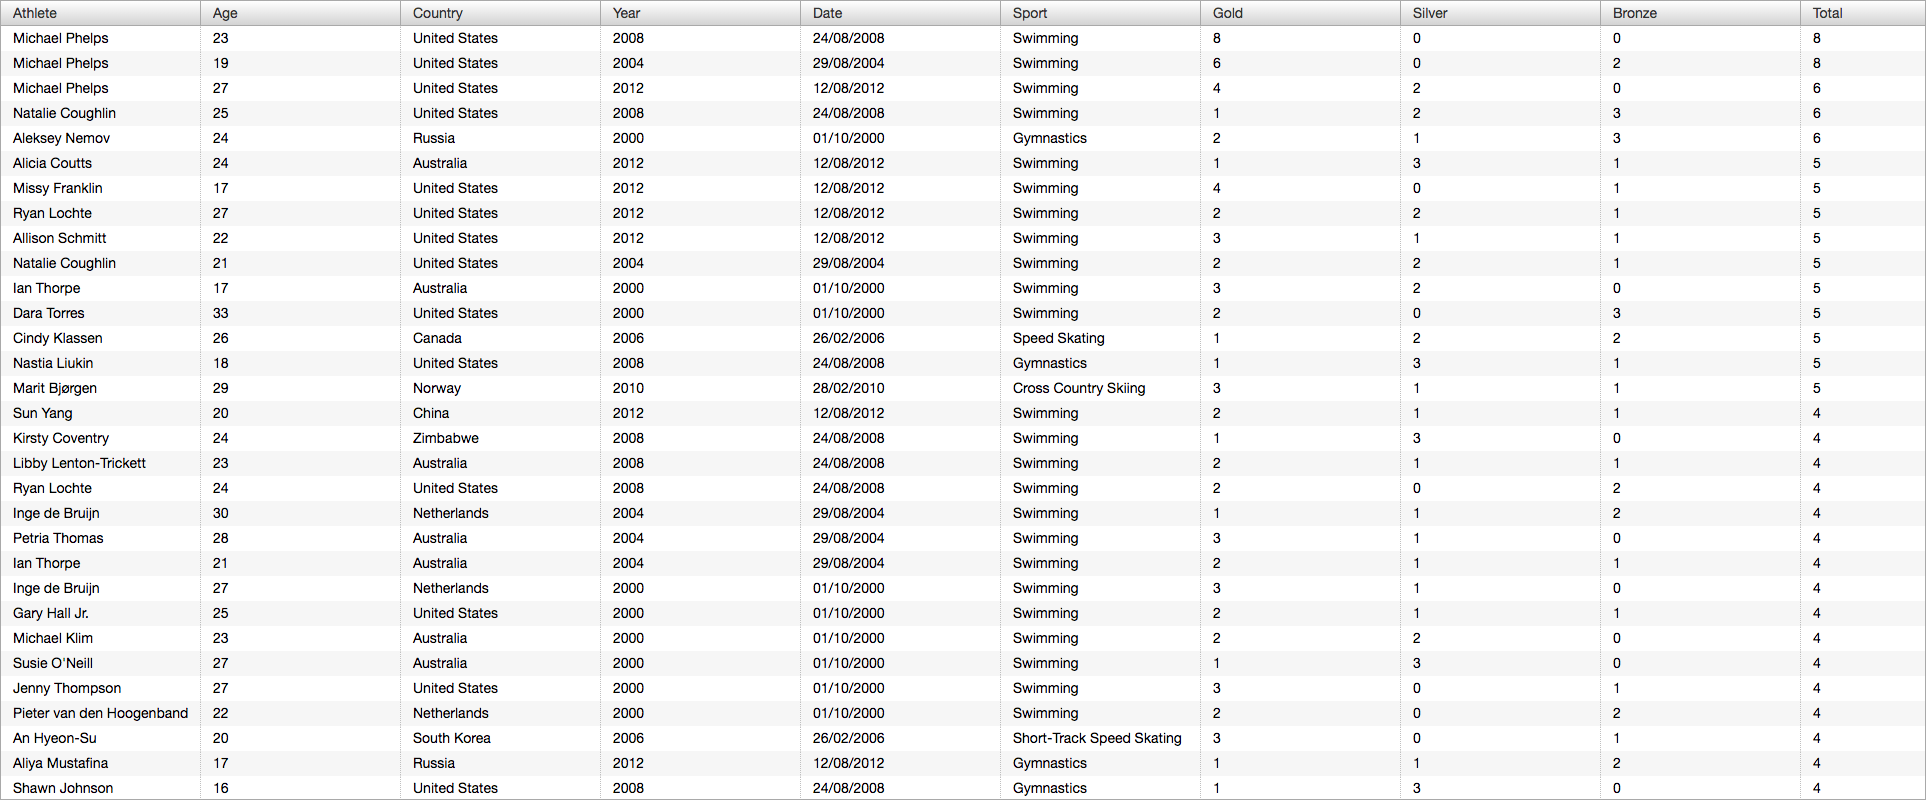 Athlete Age Country Year Date Sport Gold Silver Bronze Total
Michael Phelps 23 United States 2008 24/08/2008 Swimming 8 0 0 8
Michael Phelps 19 United States 2004 29/08/2004 Swimming 6 0 2 8
Michael Phelps 27 United States 2012 12/08/2012 Swimming 4 2 0 6
Natalie Coughlin 25 United States 2008 24/08/2008 Swimming 1 2 3 6
Aleksey Nemov 24 Russia 2000 01/10/2000 Gymnastics 2 1 3 6
Alicia Coutts 24 Australia 2012 12/08/2012 Swimming 1 3 1 5
Missy Franklin 17 United States 2012 12/08/2012 Swimming 4 0 1 5
Ryan Lochte 27 United States 2012 12/08/2012 Swimming 2 2 1 5
Allison Schmitt 22 United States 2012 12/08/2012 Swimming 3 1 1 5
Natalie Coughlin 21 United States 2004 29/08/2004 Swimming 2 2 1 5
Ian Thorpe 17 Australia 2000 01/10/2000 Swimming 3 2 0 5
Dara Torres 33 United States 2000 01/10/2000 Swimming 2 0 3 5
Cindy Klassen 26 Canada 2006 26/02/2006 Speed Skating 1 2 2 5
Nastia Liukin 18 United States 2008 24/08/2008 Gymnastics 1 3 1 5
Marit Bjørgen 29 Norway 2010 28/02/2010 Cross Country Skiing 3 1 1 5
Sun Yang 20 China 2012 12/08/2012 Swimming 2 1 1 4
Kirsty Coventry 24 Zimbabwe 2008 24/08/2008 Swimming 1 3 0 4
Libby Lenton-Trickett 23 Australia 2008 24/08/2008 Swimming 2 1 1 4
Ryan Lochte 24 United States 2008 24/08/2008 Swimming 2 0 2 4
Inge de Bruijn 30 Netherlands 2004 29/08/2004 Swimming 1 1 2 4
Petria Thomas 28 Australia 2004 29/08/2004 Swimming 3 1 0 4
Ian Thorpe 21 Australia 2004 29/08/2004 Swimming 2 1 1 4
Inge de Bruijn 27 Netherlands 2000 01/10/2000 Swimming 3 1 0 4
Gary Hall Jr. 25 United States 2000 01/10/2000 Swimming 2 1 1 4
Michael Klim 23 Australia 2000 01/10/2000 Swimming 2 2 0 4
Susie O'Neill 27 Australia 2000 01/10/2000 Swimming 1 3 0 4
Jenny Thompson 27 United States 2000 01/10/2000 Swimming 3 0 1 4
Pieter van den Hoogenband 22 Netherlands 2000 01/10/2000 Swimming 2 0 2 4
An Hyeon-Su 20 South Korea 2006 26/02/2006 Short-Track Speed Skating 3 0 1 4
Aliya Mustafina 17 Russia 2012 12/08/2012 Gymnastics 1 1 2 4
Shawn Johnson 16 United States 2008 24/08/2008 Gymnastics 1 3 0 4